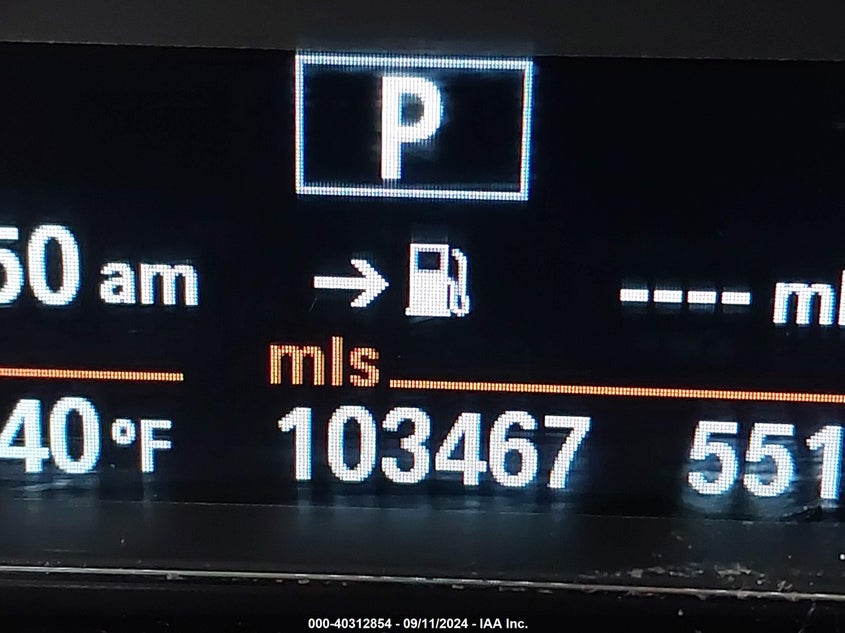 P
50 am ---- ml
mls
40 °F 103467 551
000-40312854 - 09/11/2024 - IAA Inc.